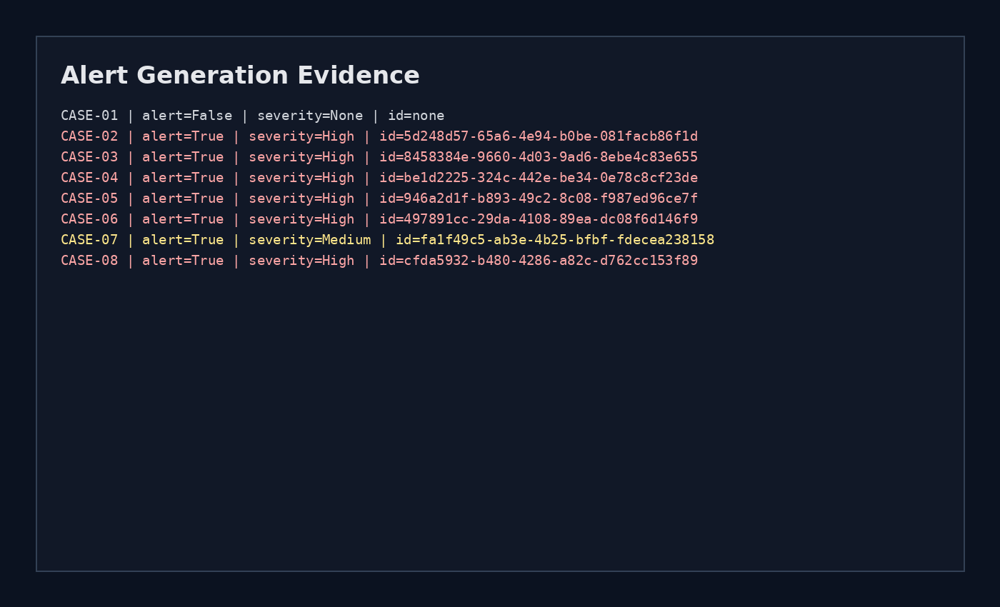 Alert Generation Evidence
CASE-01 | alert=False | severity=None | id=none
CASE-02 | alert=True | severity=High | id=5d248d57-65a6-4e94-b0be-081facb86f1d
CASE-03 | alert=True | severity=High | id=8458384e-9660-4d03-9ad6-8ebe4c83e655
CASE-04 | alert=True | severity=High | id=be1d2225-324c-442e-be34-0e78c8cf23de
CASE-05 | alert=True | severity=High | id=946a2d1f-b893-49c2-8c08-f987ed96ce7f
CASE-06 | alert=True | severity=High | id=497891cc-29da-4108-89ea-dc08f6d146f9
CASE-07 | alert=True | severity=Medium | id=fa1f49c5-ab3e-4b25-bfbf-fdecea238158
CASE-08 | alert=True | severity=High | id=cfda5932-b480-4286-a82c-d762cc153f89